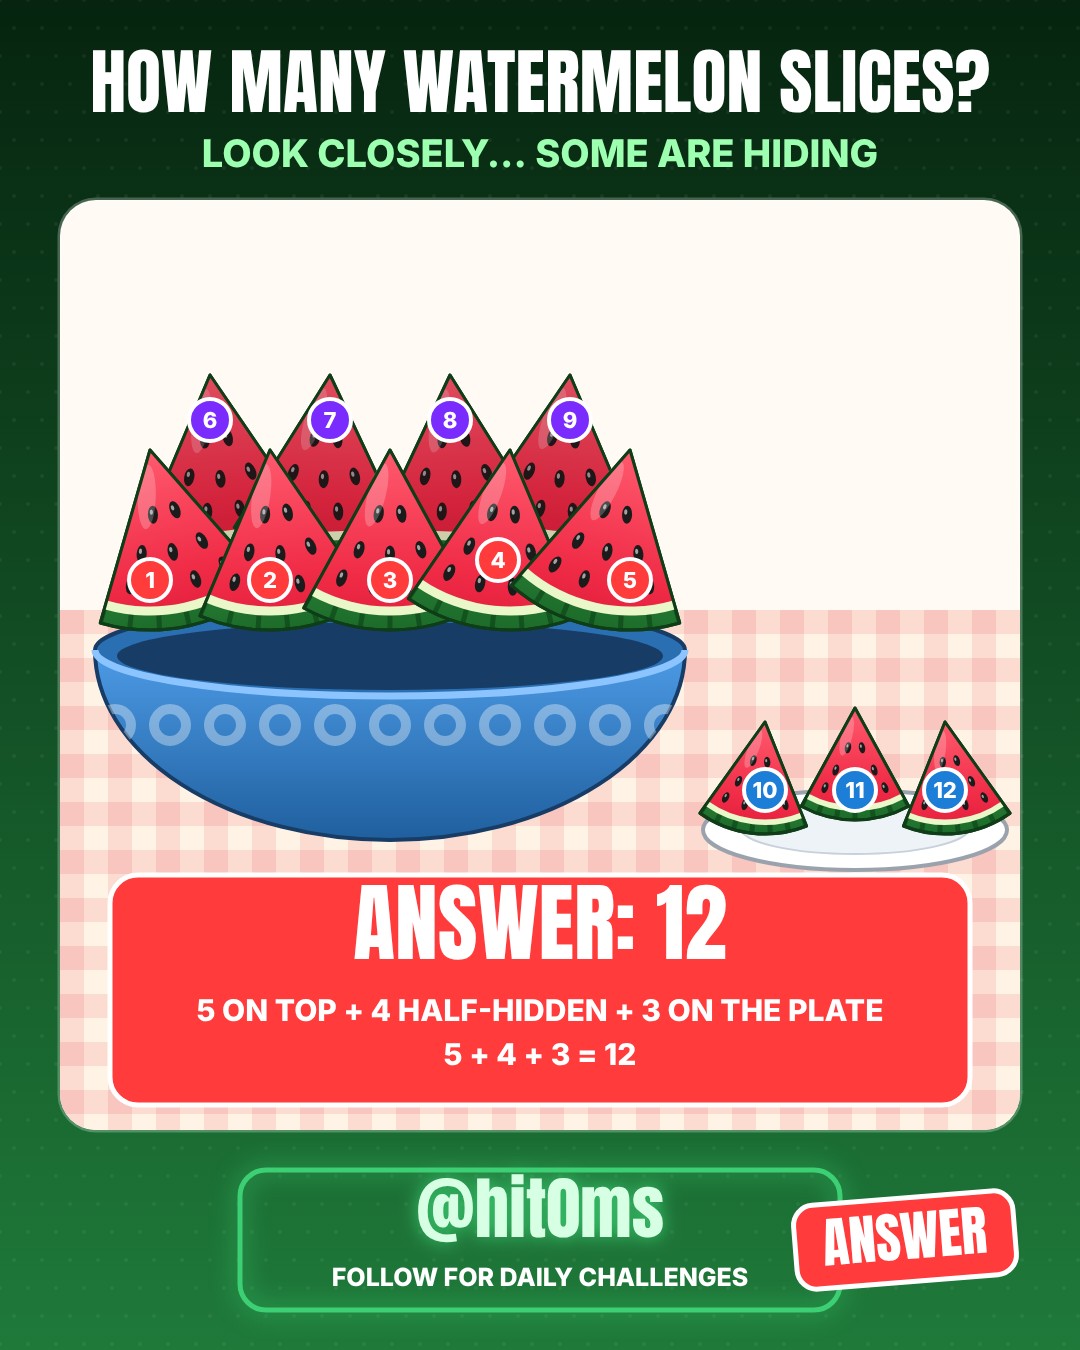 HOW MANY WATERMELON SLICES?
LOOK CLOSELY... SOME ARE HIDING
6 7 8 9
1 2 3 4 5
10 11 12
ANSWER: 12
5 ON TOP + 4 HALF-HIDDEN + 3 ON THE PLATE
5 + 4 + 3 = 12
@hit0ms
FOLLOW FOR DAILY CHALLENGES
ANSWER